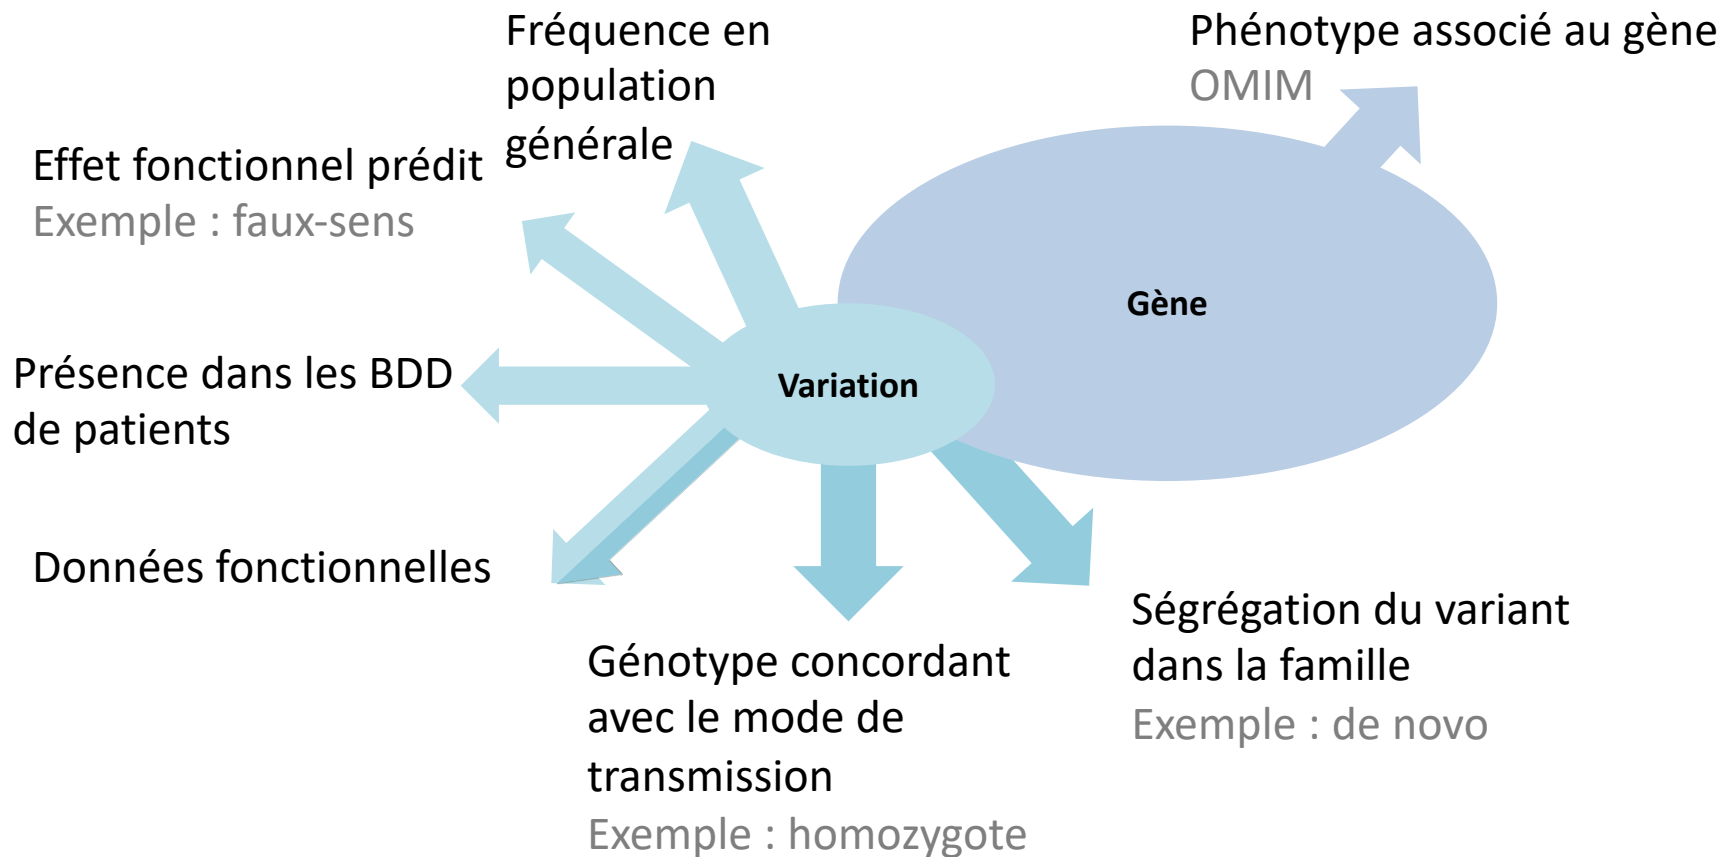 Fréquence en
population
générale
Phénotype associé au gène
OMIM
Effet fonctionnel prédit
Exemple : faux-sens
Gène
Présence dans les BDD
de patients
Variation
Données fonctionnelles
Génotype concordant
avec le mode de
transmission
Exemple : homozygote
Ségrégation du variant
dans la famille
Exemple : de novo